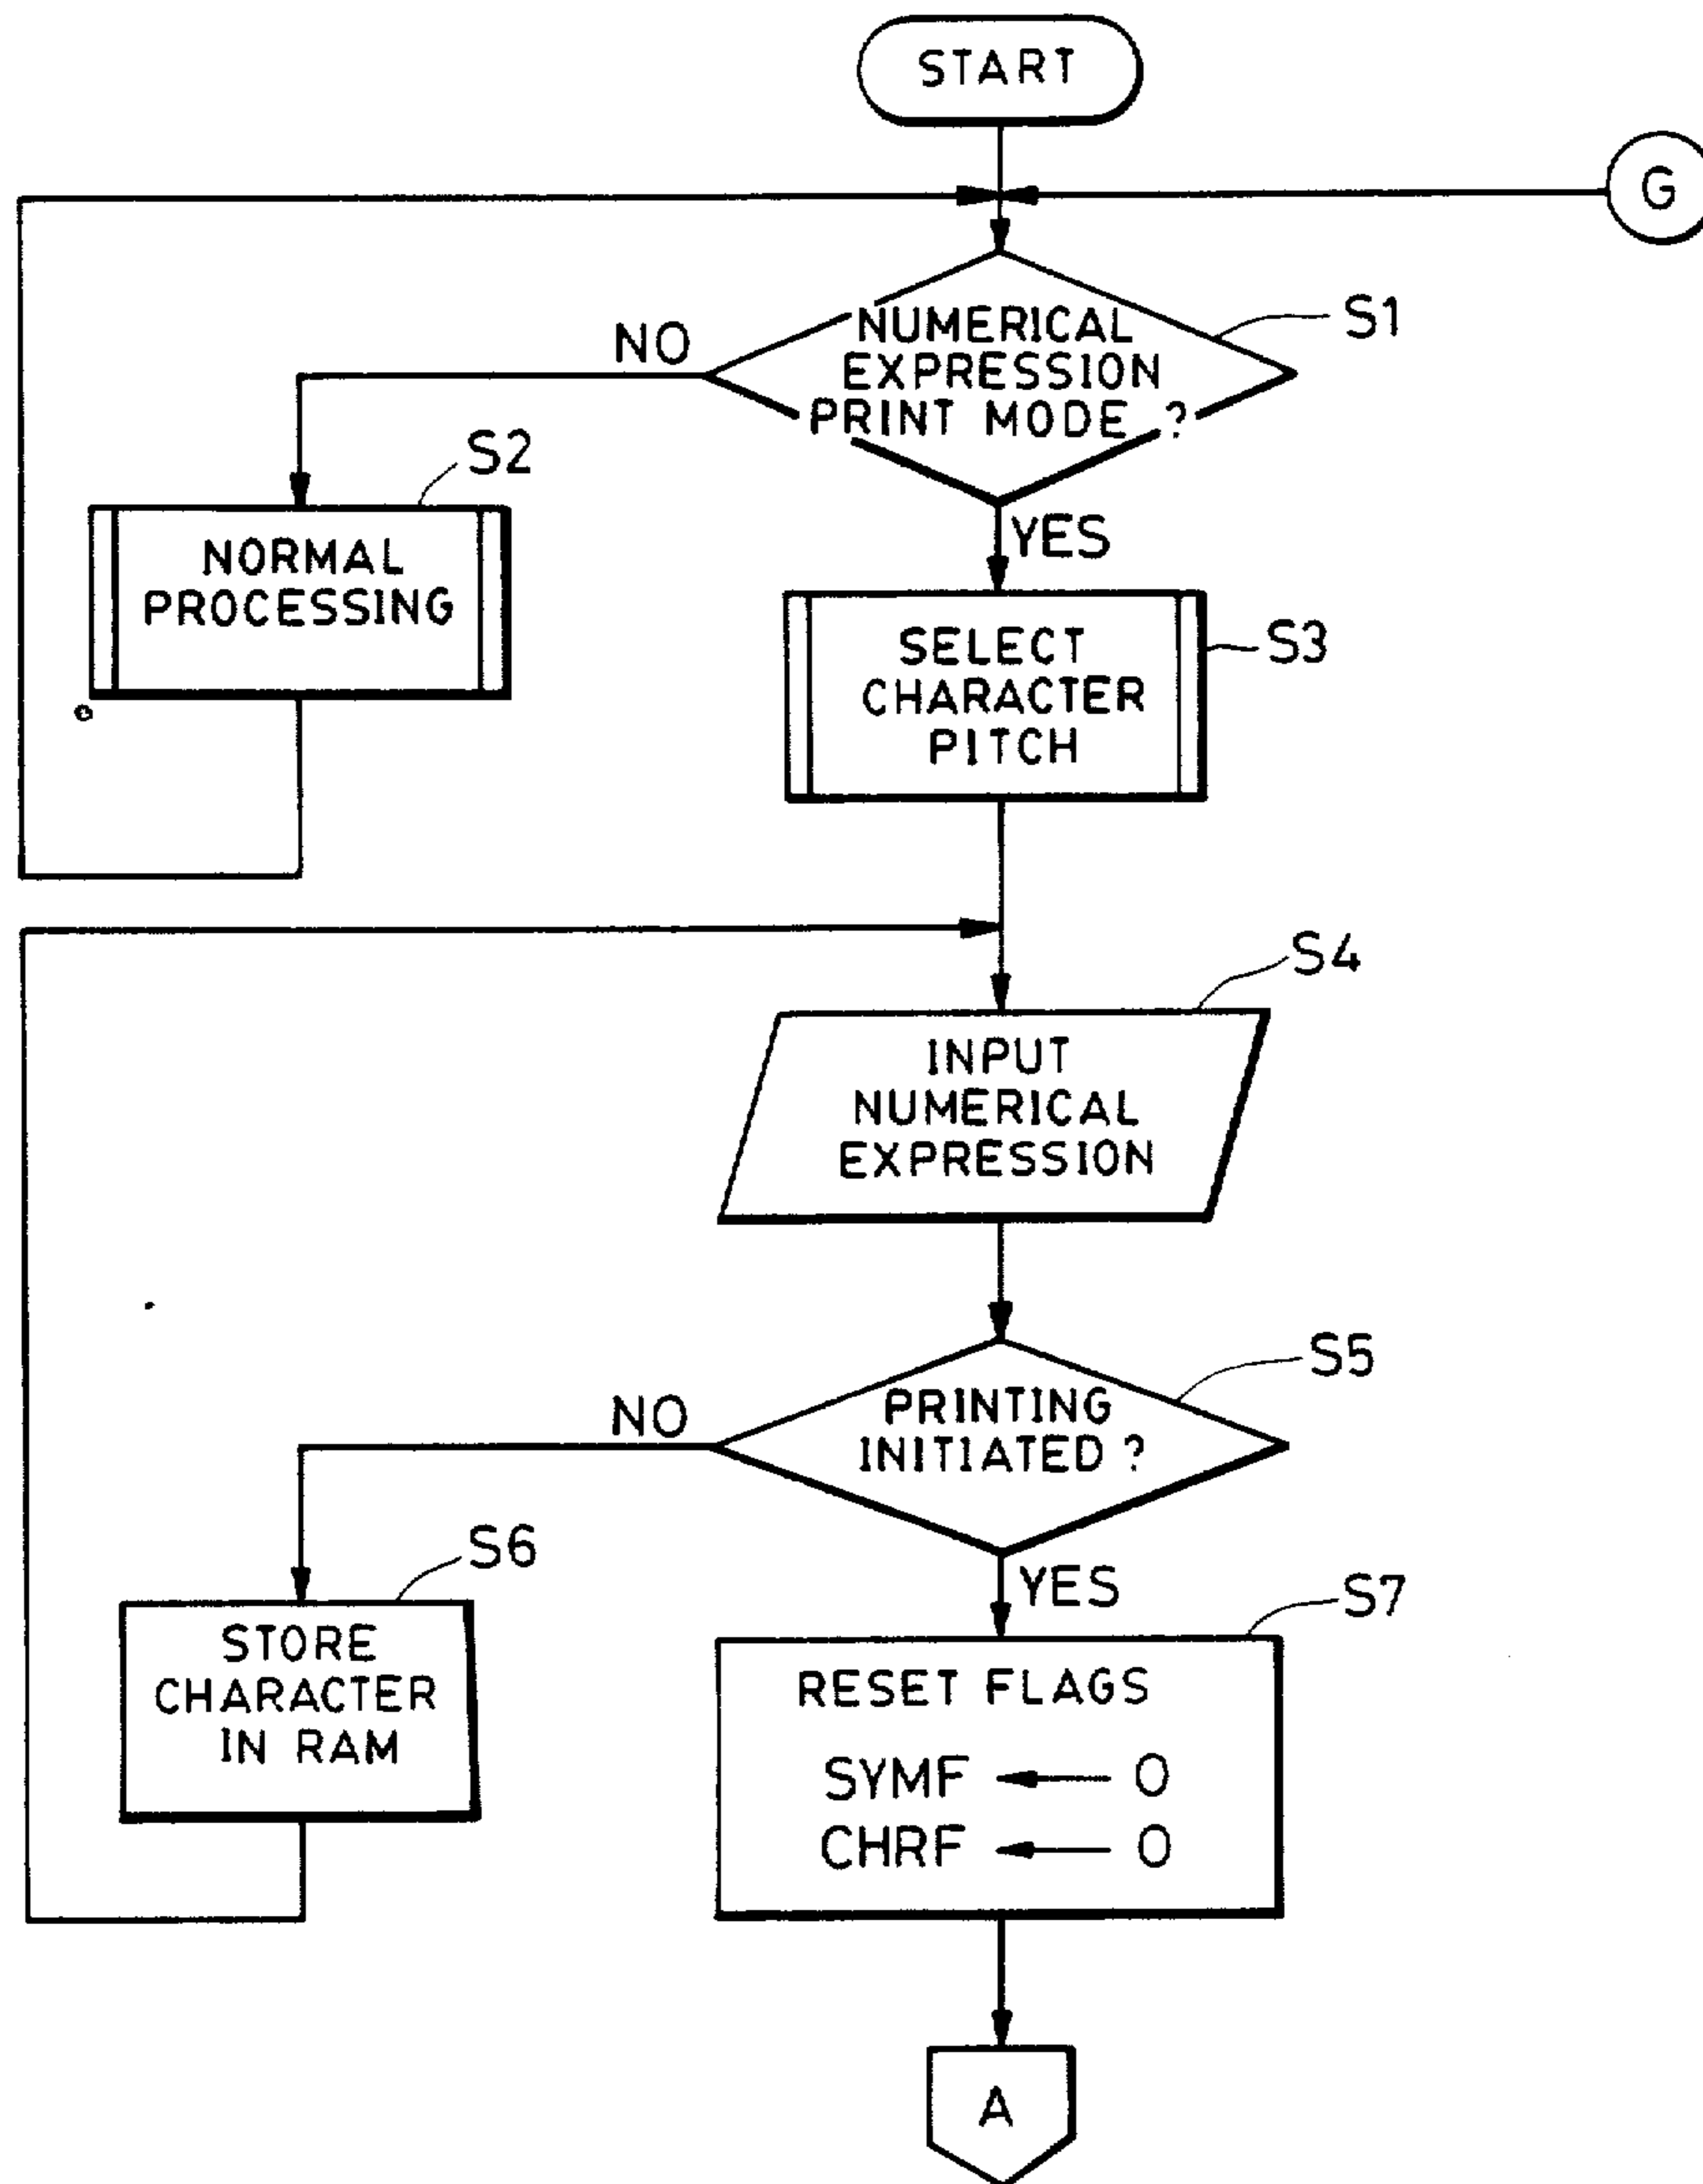 START
G
NUMERICAL
EXPRESSION
PRINT MODE ?
S1
NO
YES
S2
NORMAL
PROCESSING
SELECT
CHARACTER
PITCH
S3
S4
INPUT
NUMERICAL
EXPRESSION
S5
PRINTING
INITIATED ?
NO
YES
S6
STORE
CHARACTER
IN RAM
S7
RESET FLAGS
SYMF ← 0
CHRF ← 0
A